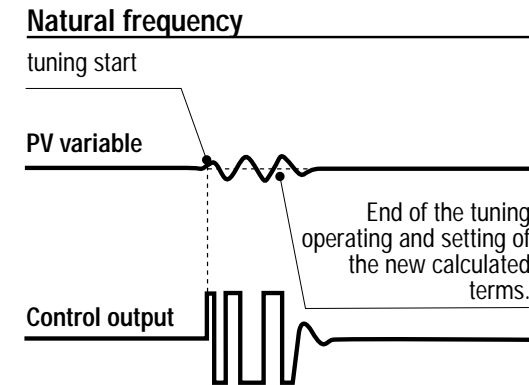 Natural frequency
tuning start
PV variable
End of the tuning
operating and setting of
the new calculated
terms.
Control output